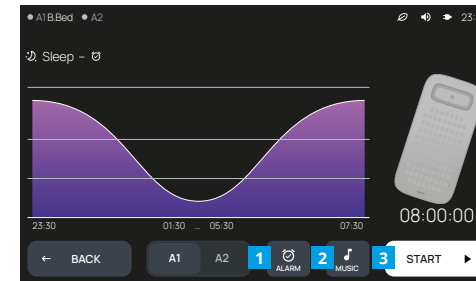 A1 B.Bed A2 23:
Sleep –
08:00:00
23:30 01:30 ... 05:30 07:30
← BACK A1 A2 1 ALARM 2 MUSIC 3 START